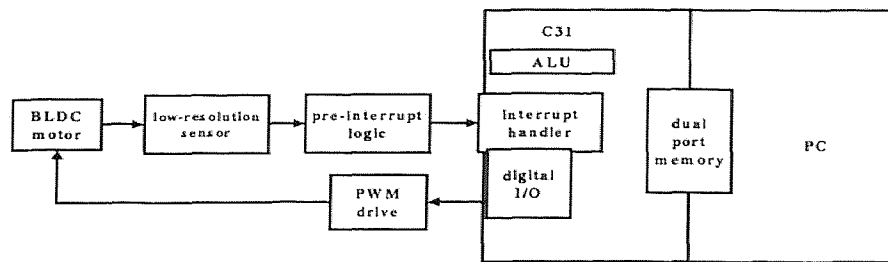 C31
ALU
BLDC
motor
low-resolution
sensor
pre-interrupt
logic
Interrupt
handler
dual
port
memory
PC
digital
I/O
PWM
drive